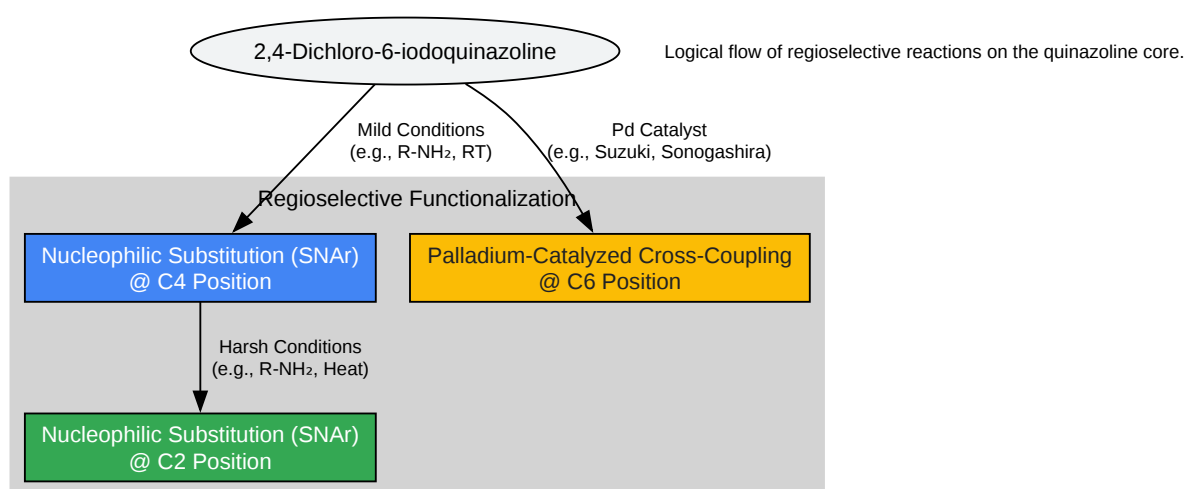 2,4-Dichloro-6-iodoquinazoline
Logical flow of regioselective reactions on the quinazoline core.
Mild Conditions
(e.g., R-NH₂, RT)
Pd Catalyst
(e.g., Suzuki, Sonogashira)
Regioselective Functionalization
Nucleophilic Substitution (SNAr)
@ C4 Position
Palladium-Catalyzed Cross-Coupling
@ C6 Position
Harsh Conditions
(e.g., R-NH₂, Heat)
Nucleophilic Substitution (SNAr)
@ C2 Position